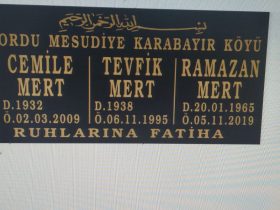 بسم الله الرحمن الرحيم
ORDU MESUDİYE KARABAYIR KÖYÜ
CEMİLE MERT
D.1932
Ö.02.03.2009
TEVFİK MERT
D.1938
Ö.06.11.1995
RAMAZAN MERT
D.20.01.1965
Ö.05.11.2019
RUHLARINA FATİHA